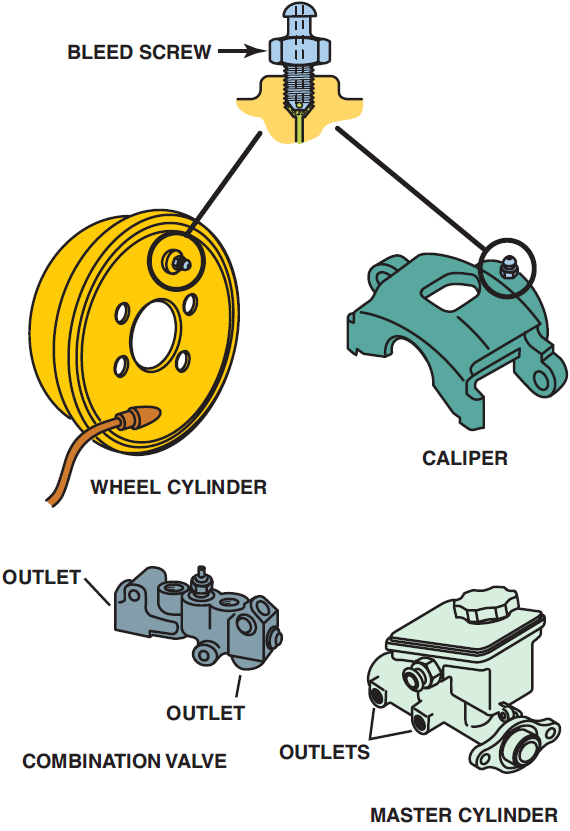 BLEED SCREW
WHEEL CYLINDER
CALIPER
OUTLET
OUTLET
COMBINATION VALVE
OUTLETS
MASTER CYLINDER